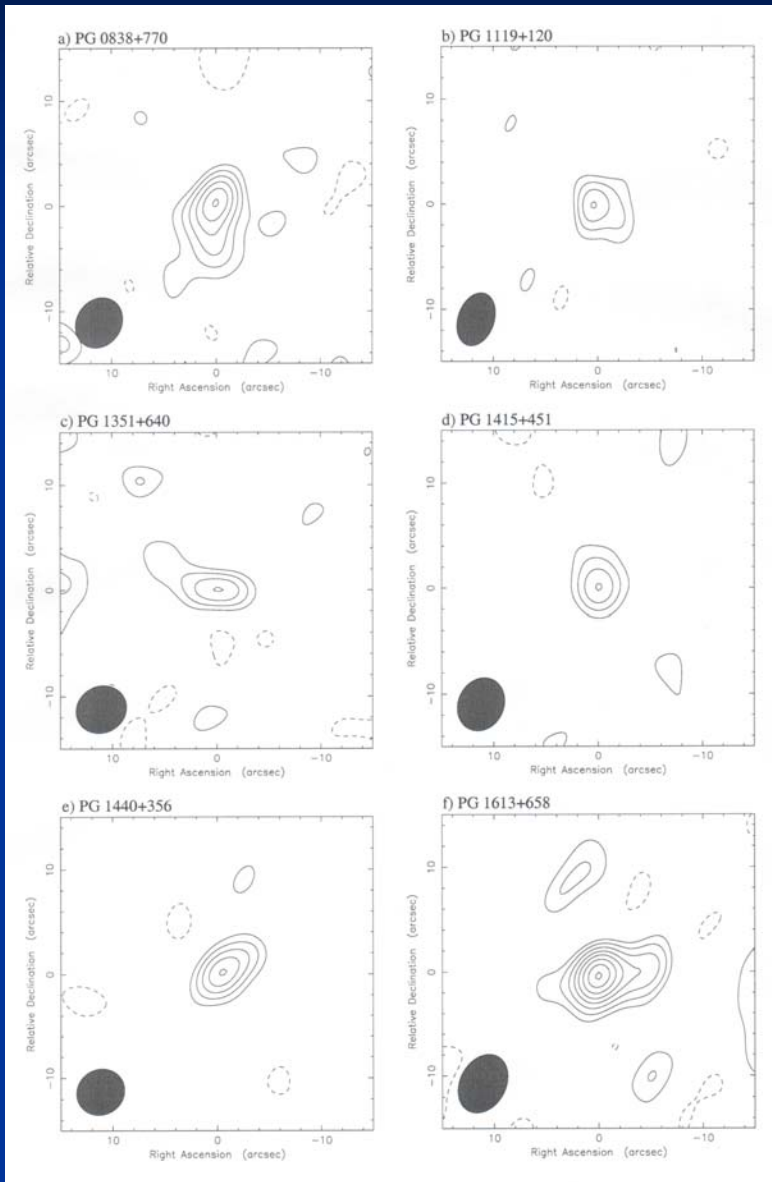 a) PG 0838+770
b) PG 1119+120
Relative Declination (arcsec)
10
0
-10
10
0
-10
Right Ascension (arcsec)
Relative Declination (arcsec)
10
0
-10
10
0
-10
Right Ascension (arcsec)
c) PG 1351+640
d) PG 1415+451
Relative Declination (arcsec)
10
0
-10
10
0
-10
Right Ascension (arcsec)
Relative Declination (arcsec)
10
0
-10
10
0
-10
Right Ascension (arcsec)
e) PG 1440+356
f) PG 1613+658
Relative Declination (arcsec)
10
0
-10
10
0
-10
Right Ascension (arcsec)
Relative Declination (arcsec)
10
0
-10
10
0
-10
Right Ascension (arcsec)